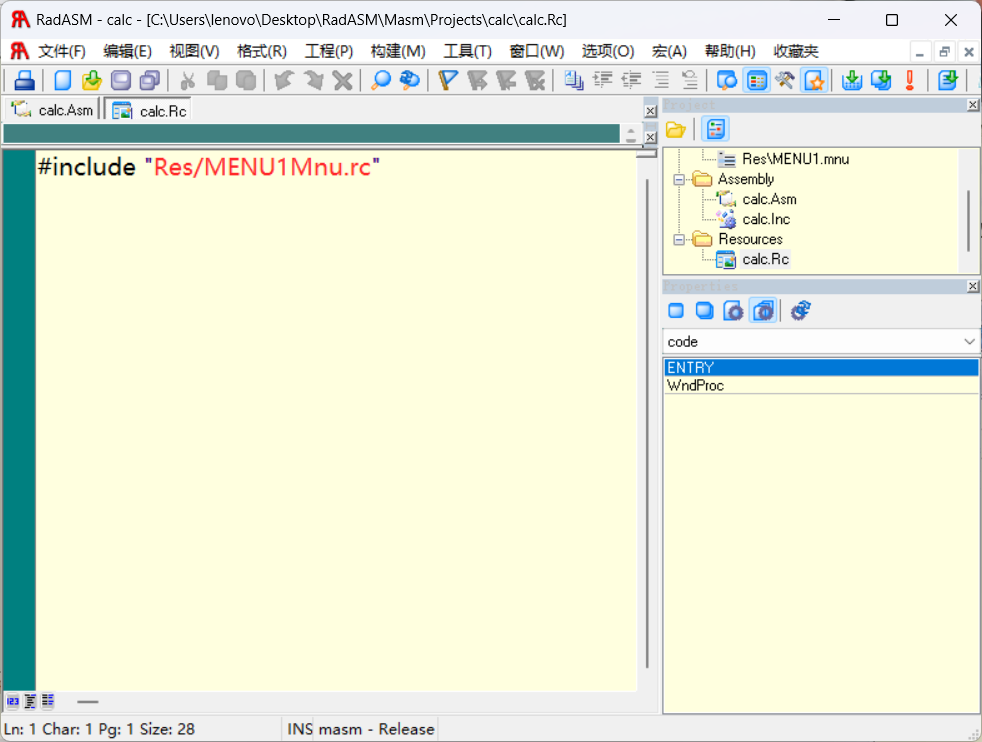 RadASM - calc - [C:\Users\lenovo\Desktop\RadASM\Masm\Projects\calc\calc.Rc]
文件(F) 编辑(E) 视图(V) 格式(R) 工程(P) 构建(M) 工具(T) 窗口(W) 选项(O) 宏(A) 帮助(H) 收藏夹
calc.Asm calc.Rc
Project
#include "Res/MENU1Mnu.rc"
Res\MENU1.mnu
Assembly
calc.Asm
calc.Inc
Resources
calc.Rc
Properties
code
ENTRY
WndProc
Ln: 1 Char: 1 Pg: 1 Size: 28 INS masm - Release